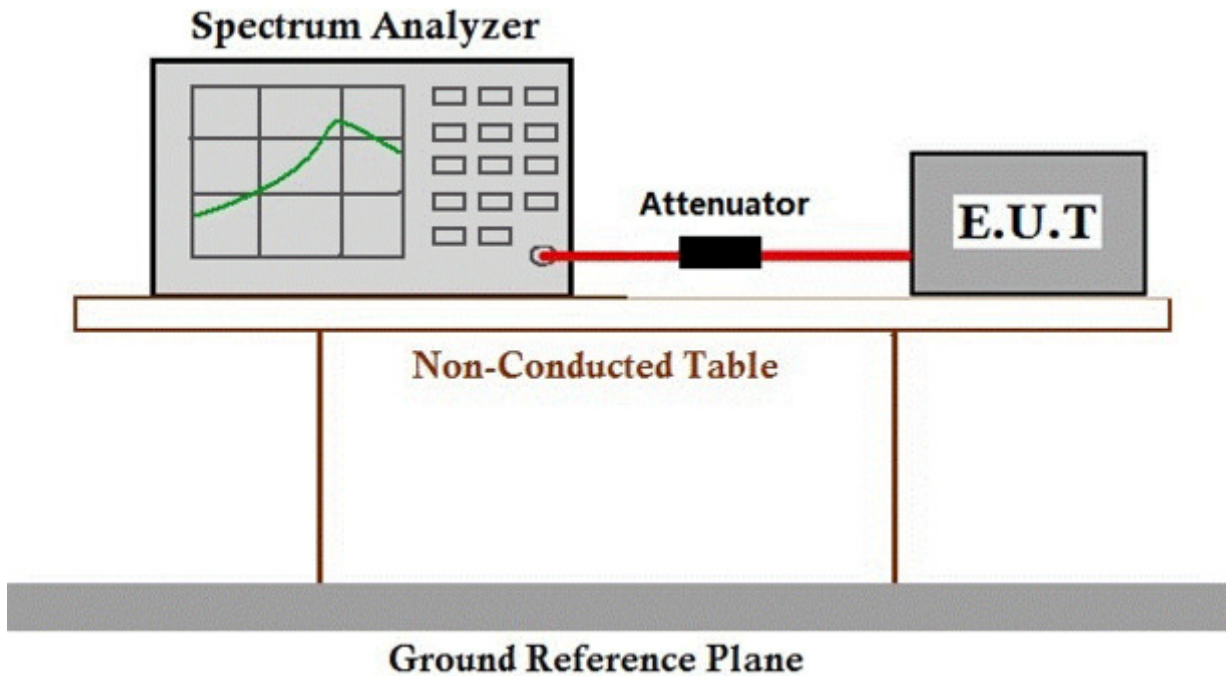 Spectrum Analyzer
Attenuator
E.U.T
Non-Conducted Table
Ground Reference Plane